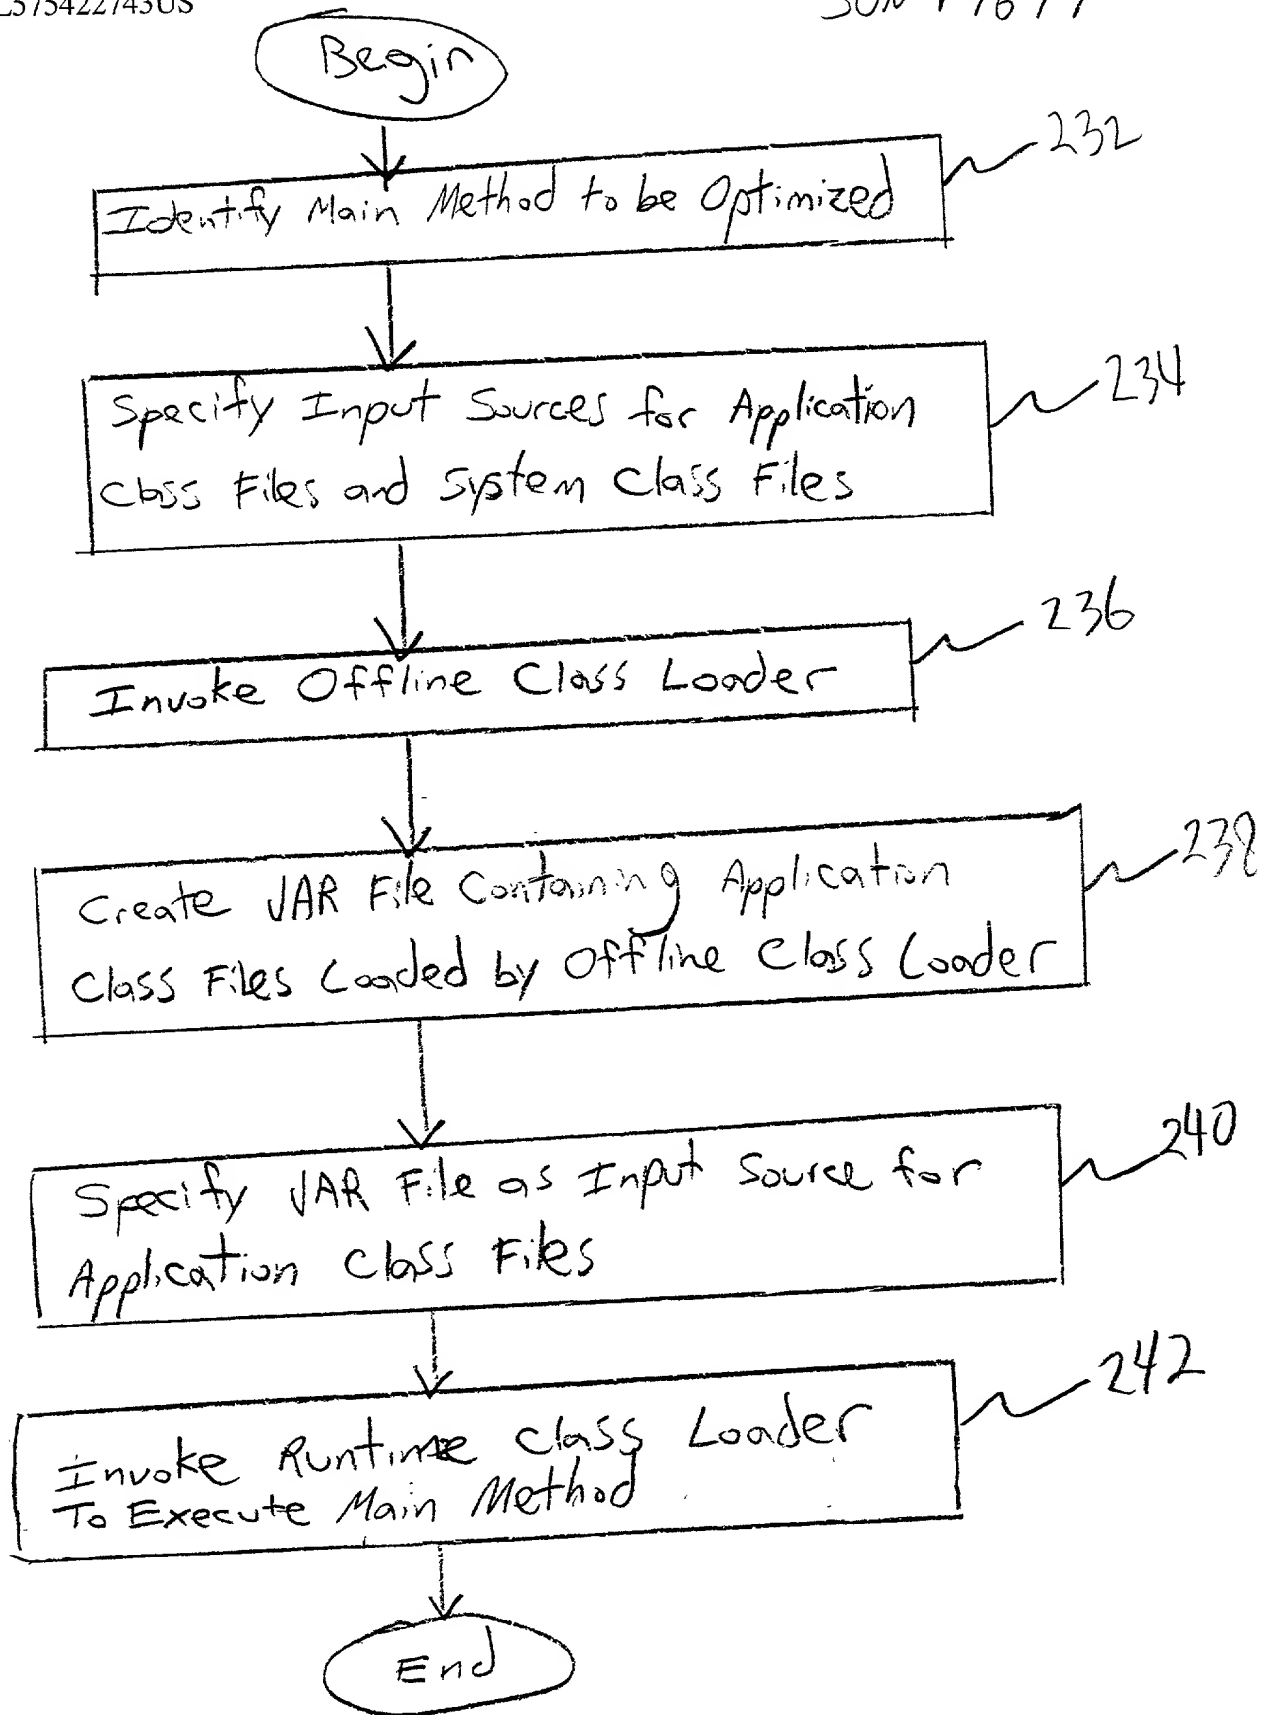 L575422743US
Begin
232
Identify Main Method to be Optimized
234
Specify Input Sources for Application
Class Files and System Class Files
236
Invoke Offline Class Loader
238
Create JAR File Containing Application
Class Files Loaded by Offline Class Loader
240
Specify JAR File as Input Source for
Application Class Files
242
Invoke Runtime Class Loader
To Execute Main Method
End